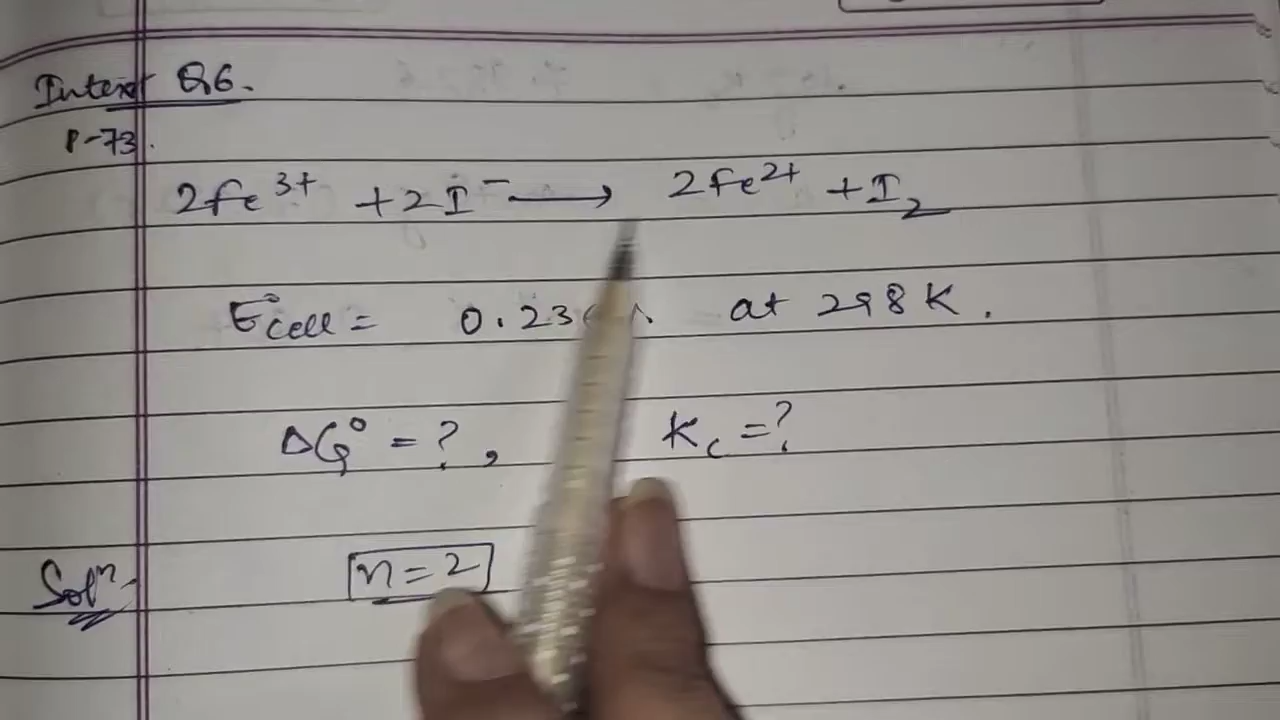 Intext Q6.
P-73.
2Fe³⁺ + 2I⁻ ⟶ 2Fe²⁺ + I₂
E°cell = 0.23 at 298 K.
ΔG° = ?, Kc = ?
Solⁿ- n = 2